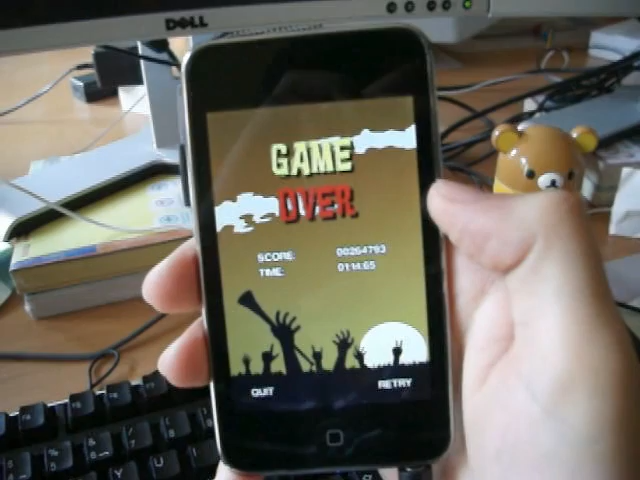 DELL
GAME
OVER
SCORE: 00264793
TIME: 01:14:65
QUIT RETRY